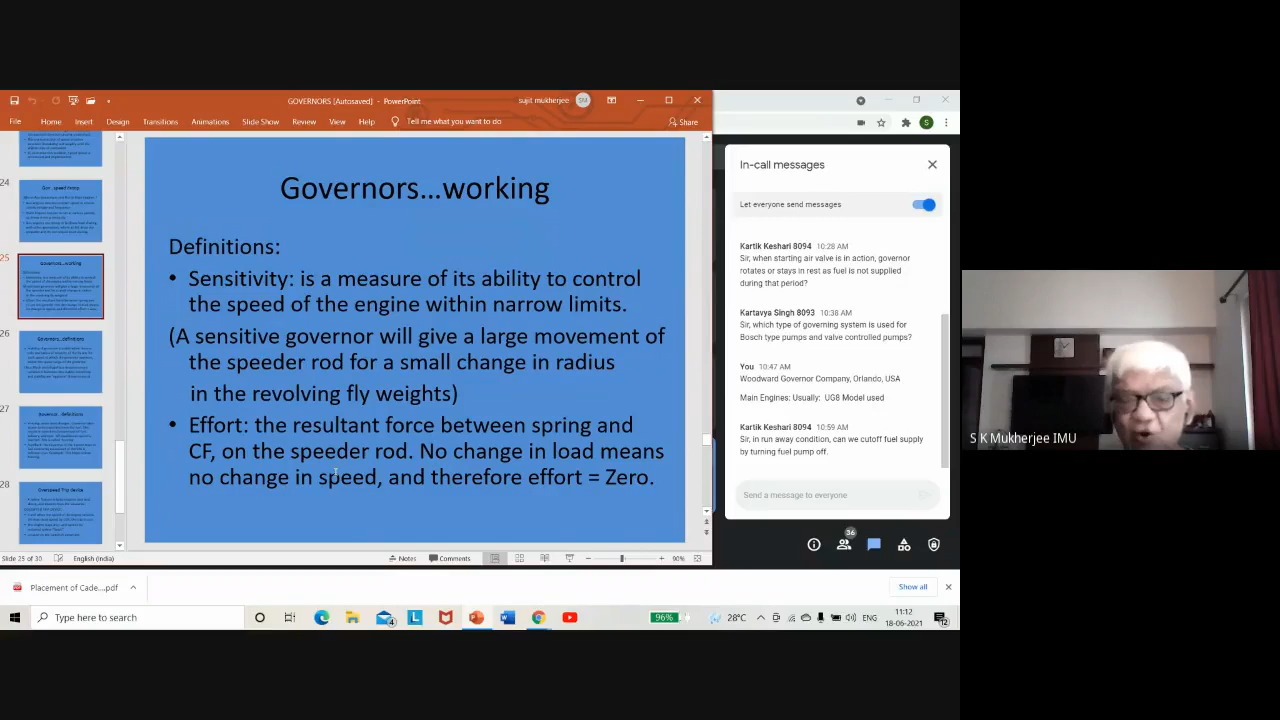 GOVERNORS [Autosaved] - PowerPoint
sujit mukherjee
SM
File Home Insert Design Transitions Animations Slide Show Review View Help Tell me what you want to do Share
24
25
26
27
28
Governors...working
Definitions:
• Sensitivity: is a measure of its ability to control
the speed of the engine within narrow limits.
(A sensitive governor will give a large movement of
the speeder rod for a small change in radius
in the revolving fly weights)
• Effort: the resultant force between spring and
CF, on the speeder rod. No change in load means
no change in speed, and therefore effort = Zero.
Slide 25 of 30 English (India) Notes Comments 90%
S
In-call messages
Let everyone send messages
Kartik Keshari 8094 10:28 AM
Sir, when starting air valve is in action, governor
rotates or stays in rest as fuel is not supplied
during that period?
Kartavya Singh 8093 10:38 AM
Sir, which type of governing system is used for
Bosch type pumps and valve controlled pumps?
You 10:47 AM
Woodward Governor Company, Orlando, USA
Main Engines: Usually: UG8 Model used
Kartik Keshari 8094 10:59 AM
Sir, in run away condition, can we cutoff fuel supply
by turning fuel pump off.
Send a message to everyone
36
S K Mukherjee IMU
Placement of Cade....pdf
Show all
Type here to search
4
L
96%
28°C
ENG
11:12
18-06-2021
12